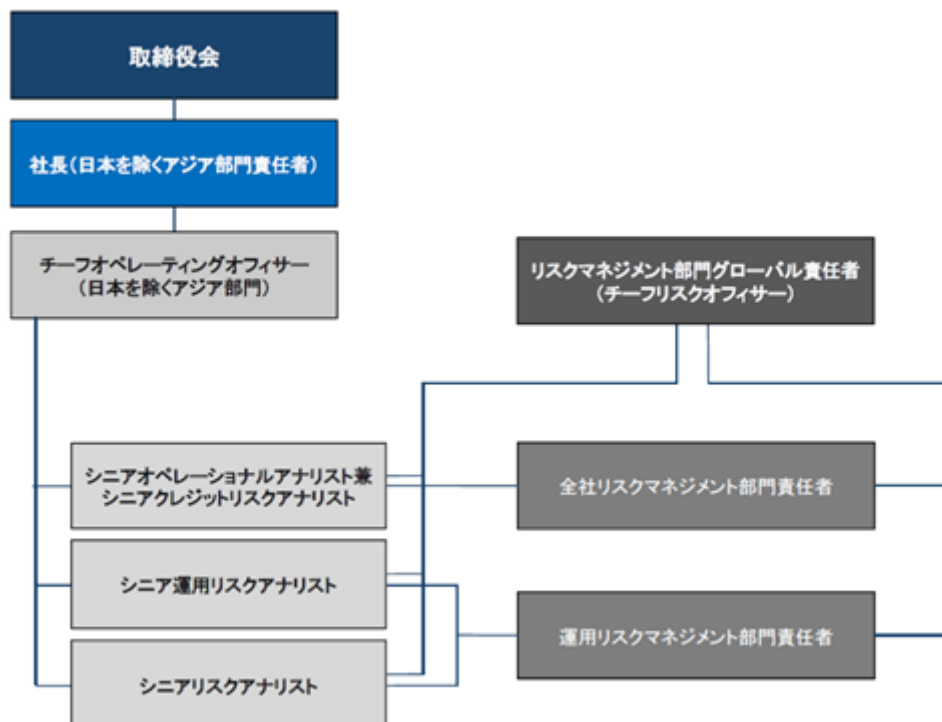 取締役会
社長(日本を除くアジア部門責任者)
チーフオペレーティングオフィサー
(日本を除くアジア部門)
リスクマネジメント部門グローバル責任者
(チーフリスクオフィサー)
シニアオペレーショナルアナリスト兼
シニアクレジットリスクアナリスト
全社リスクマネジメント部門責任者
シニア運用リスクアナリスト
運用リスクマネジメント部門責任者
シニアリスクアナリスト